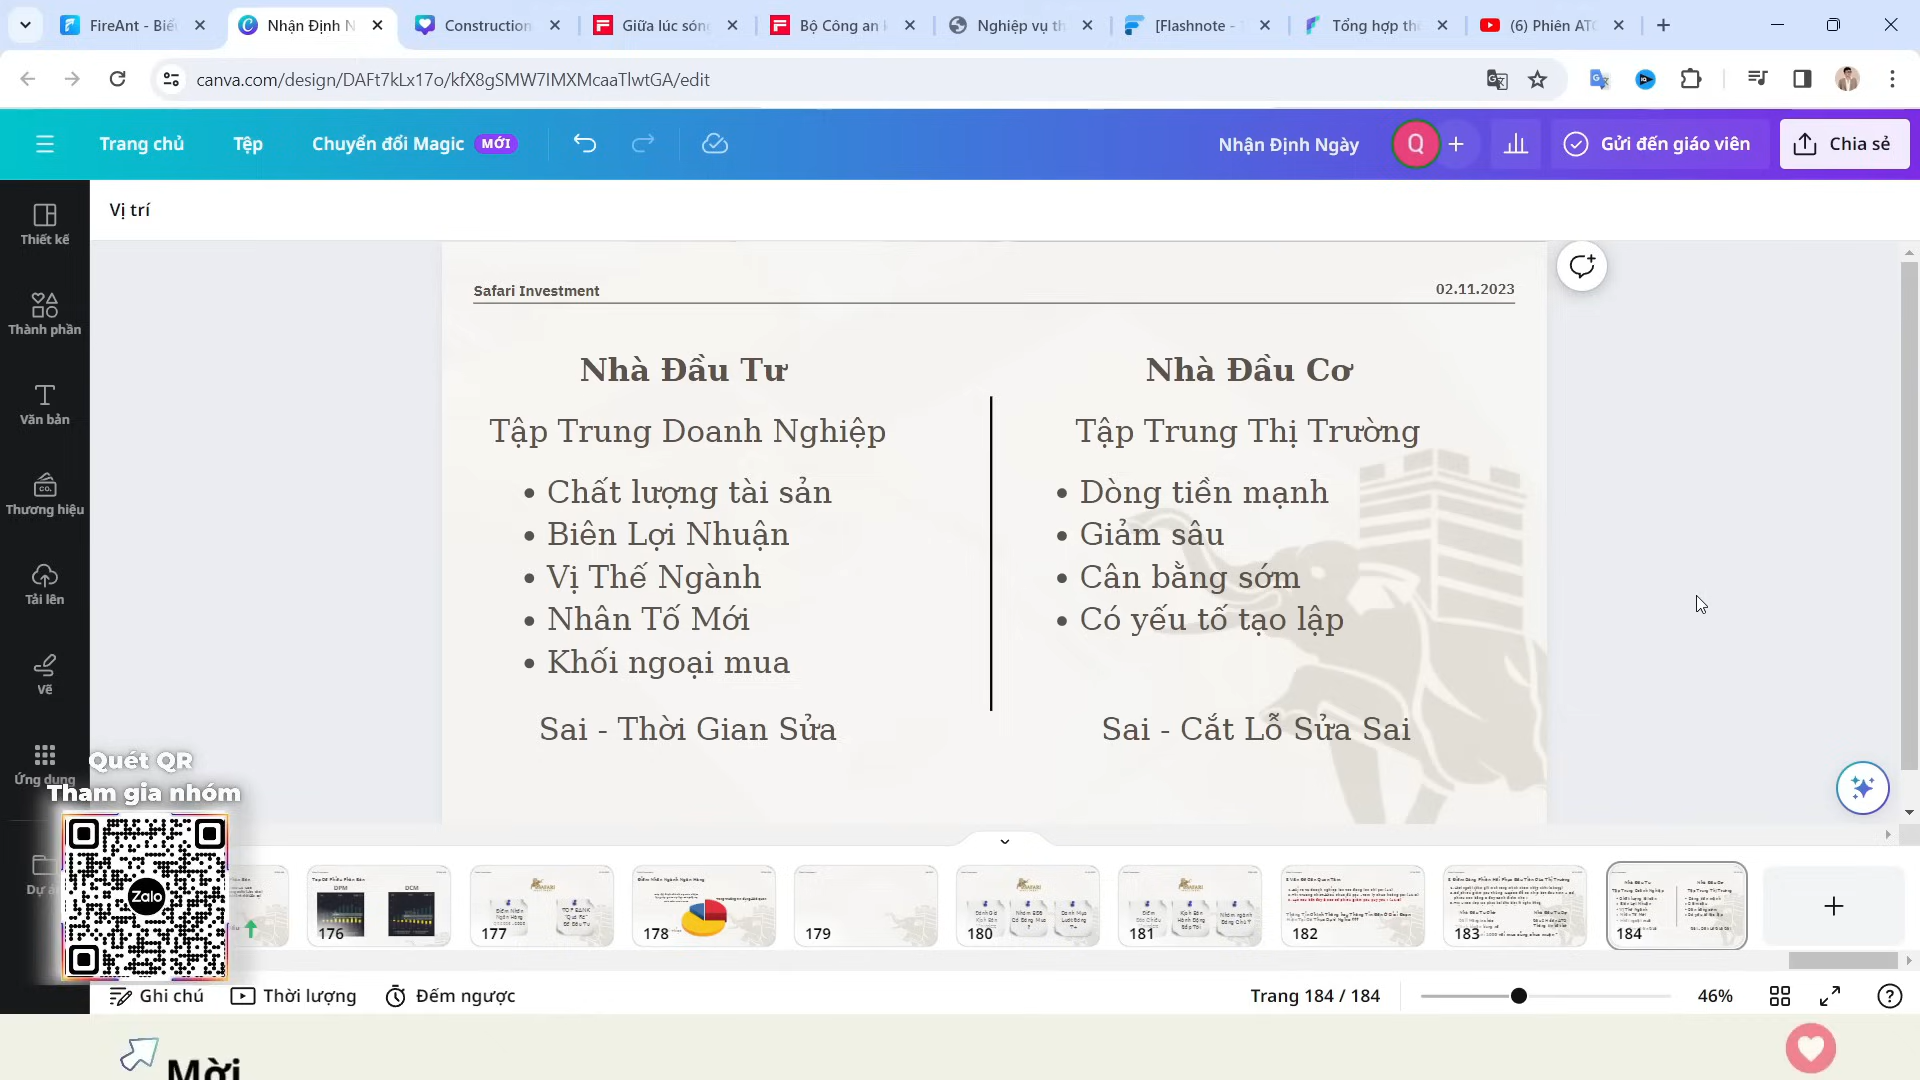 FireAnt - Biể
Nhận Định N
Construction
Giữa lúc sóng
Bộ Công an k
Nghiệp vụ th
[Flashnote -
Tổng hợp th
(6) Phiên ATC
canva.com/design/DAFt7kLx17o/kfX8gSMW7IMXMcaaTlwtGA/edit
Trang chủ
Tệp
Chuyển đổi Magic
MỚI
Nhận Định Ngày
Q
Gửi đến giáo viên
Chia sẻ
Vị trí
Thiết kế
Thành phần
Văn bản
CO.
Thương hiệu
Tải lên
Vẽ
Ứng dụng
Dự á
Safari Investment
02.11.2023
Nhà Đầu Tư
Tập Trung Doanh Nghiệp
• Chất lượng tài sản
• Biên Lợi Nhuận
• Vị Thế Ngành
• Nhân Tố Mới
• Khối ngoại mua
Sai - Thời Gian Sửa
Nhà Đầu Cơ
Tập Trung Thị Trường
• Dòng tiền mạnh
• Giảm sâu
• Cân bằng sớm
• Có yếu tố tạo lập
Sai - Cắt Lỗ Sửa Sai
Quét QR
Tham gia nhóm
Zalo
DPM
DCM
176
177
178
179
180
181
182
183
184
Ghi chú
Thời lượng
Đếm ngược
Trang 184 / 184
46%
Mời